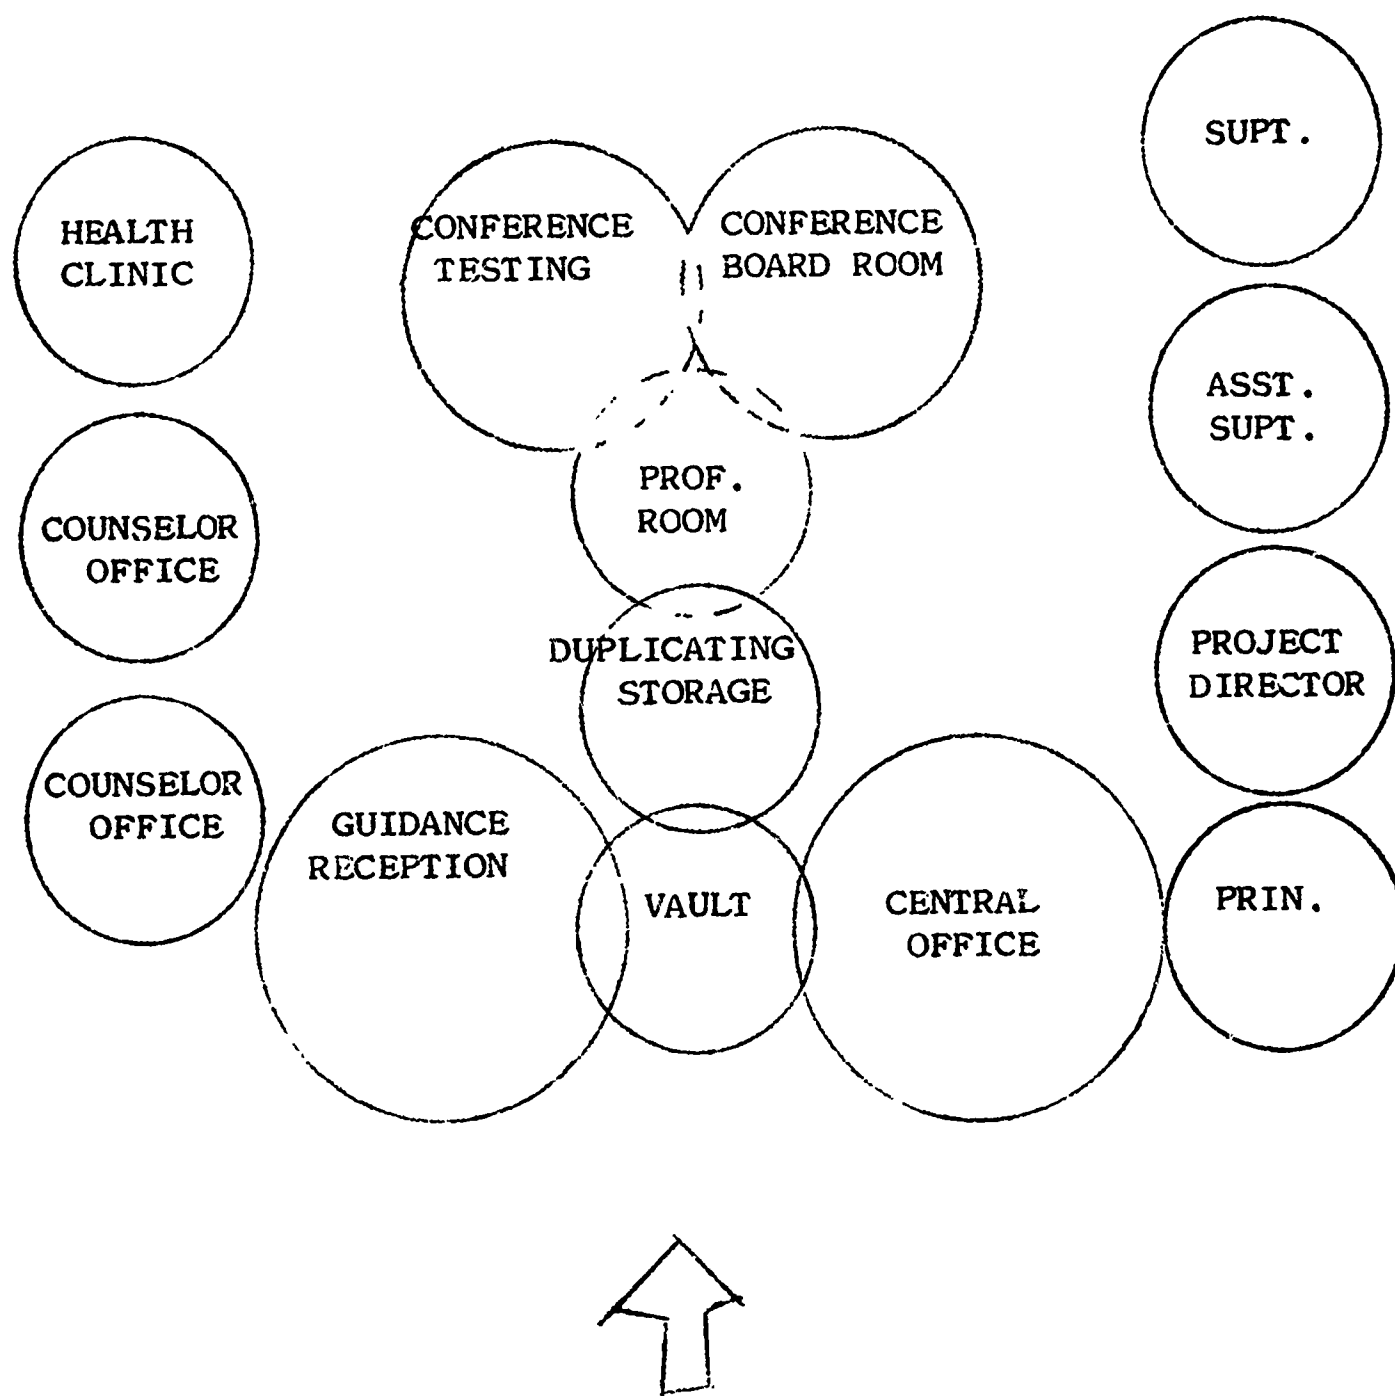 SUPT.
HEALTH
CLINIC
CONFERENCE
TESTING
CONFERENCE
BOARD ROOM
ASST.
SUPT.
COUNSELOR
OFFICE
PROF.
ROOM
DUPLICATING
STORAGE
PROJECT
DIRECTOR
COUNSELOR
OFFICE
GUIDANCE
RECEPTION
VAULT
CENTRAL
OFFICE
PRIN.